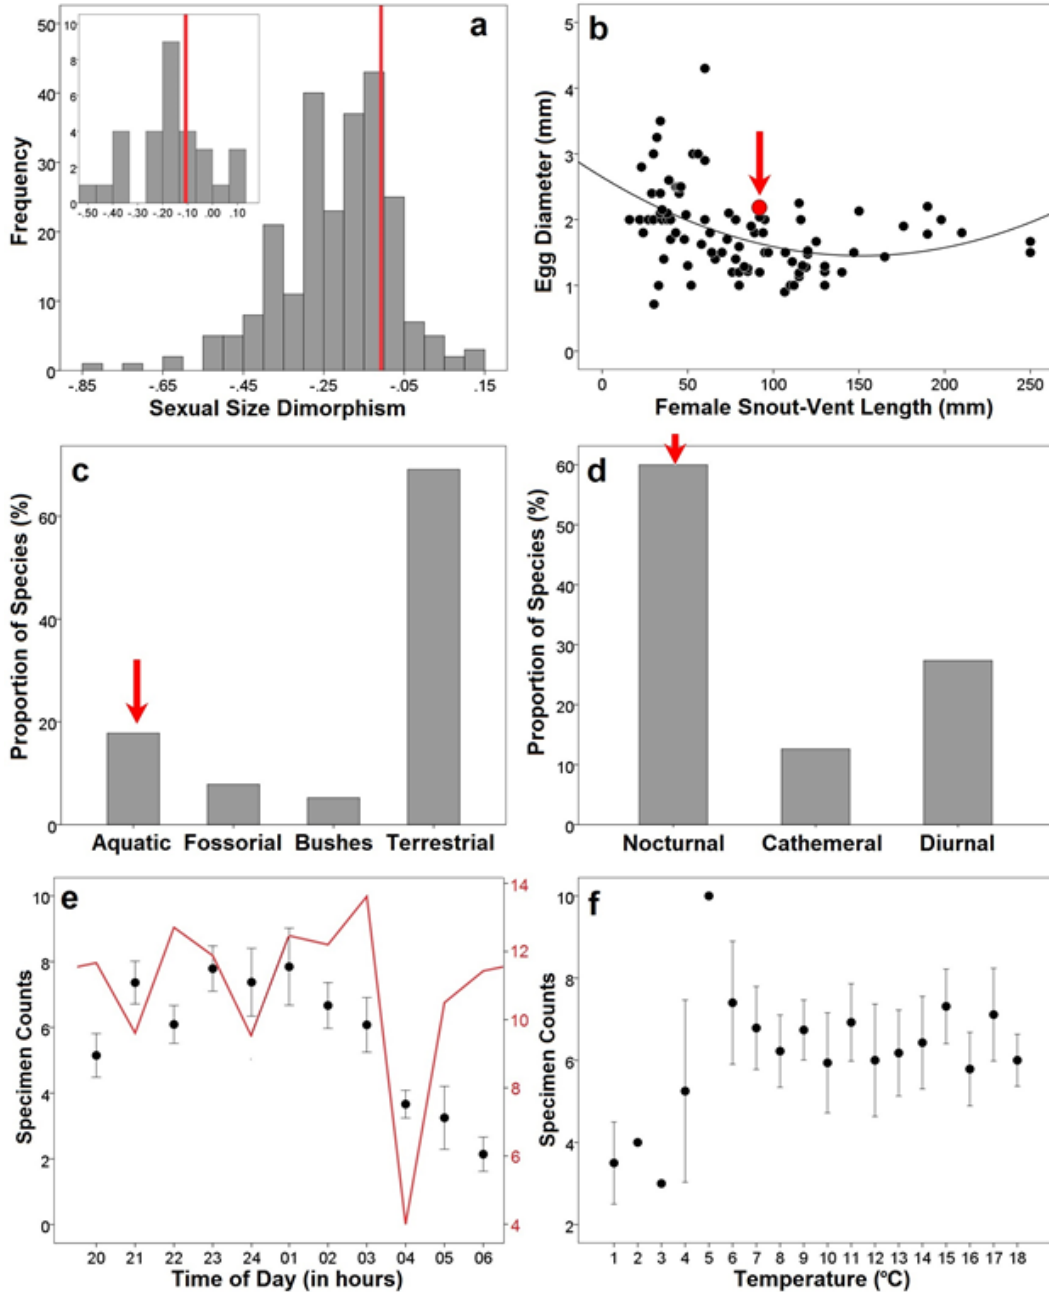 a
50
40
30
20
10
0
Frequency
10
8
6
4
2
0
-.50 -.40 -.20 -.10 .00 .10
-.85 -.65 -.45 -.25 -.05 .15
Sexual Size Dimorphism
b
5
4
3
2
1
0
Egg Diameter (mm)
0 50 100 150 200 250
Female Snout-Vent Length (mm)
c
60
40
20
0
Proportion of Species (%)
Aquatic Fossorial Bushes Terrestrial
d
60
50
40
30
20
10
0
Proportion of Species (%)
Nocturnal Cathemeral Diurnal
e
10
8
6
4
2
0
Specimen Counts
14
12
10
8
6
4
20 21 22 23 24 01 02 03 04 05 06
Time of Day (in hours)
f
10
8
6
4
2
Specimen Counts
1 2 3 4 5 6 7 8 9 10 11 12 13 14 15 16 17 18
Temperature (°C)